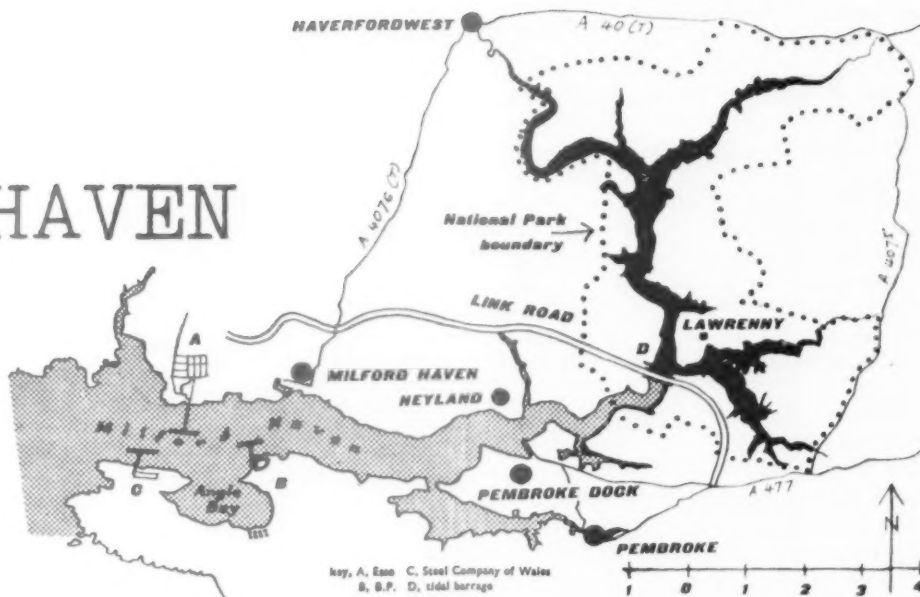 HAVERFORDWEST
A 40 (T)
HAVEN
A 4076 (T)
National Park
boundary
A 4075
LINK ROAD
LAWRENNY
A
D
MILFORD HAVEN
NEYLAND
Milford Haven
C
Angle
Bay
B
PEMBROKE DOCK
A 477
N
PEMBROKE
key, A, Esso C, Steel Company of Wales
B, B.P. D, tidal barrage
1 0 1 2 3 4